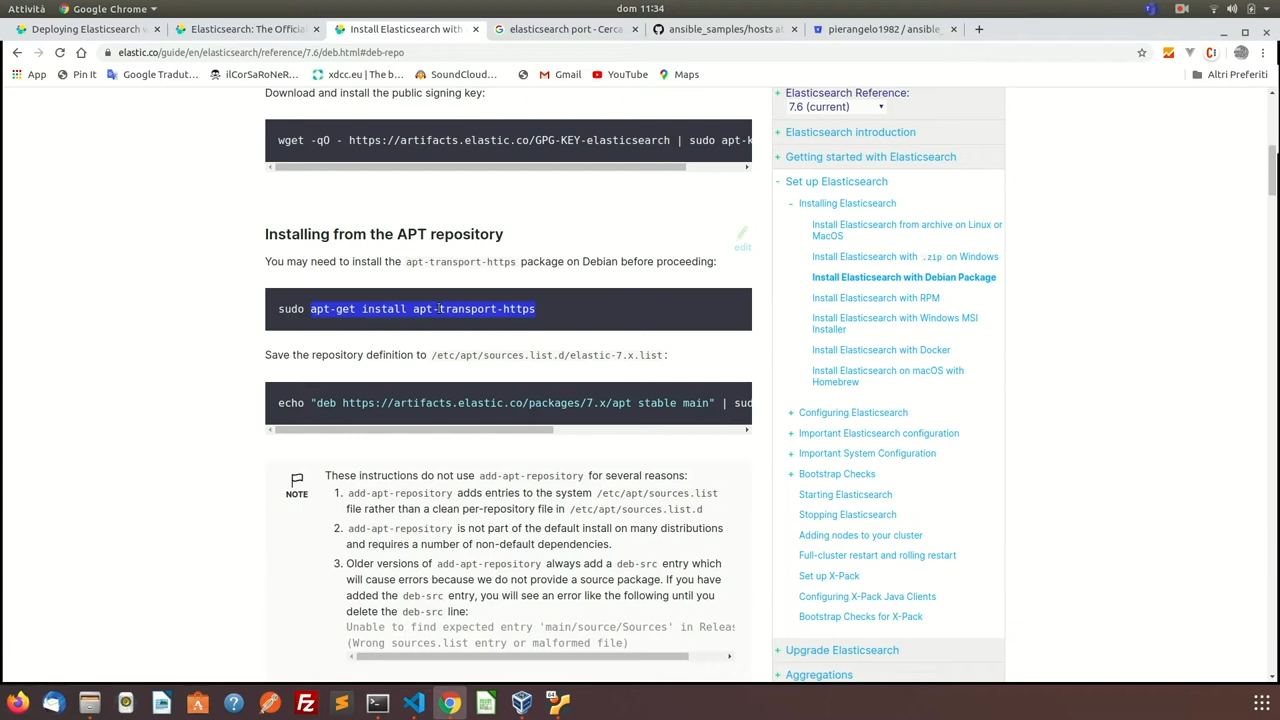 Attività
Google Chrome
dom 11:34
Deploying Elasticsearch w
Elasticsearch: The Official
Install Elasticsearch with
elasticsearch port - Cerca
ansible_samples/hosts at
pierangelo1982 / ansible_
elastic.co/guide/en/elasticsearch/reference/7.6/deb.html#deb-repo
App
Pin It
Google Tradut...
ilCorSaRoNeR...
xdcc.eu | The b...
SoundCloud...
Gmail
YouTube
Maps
Altri Preferiti
Download and install the public signing key:
wget -qO - https://artifacts.elastic.co/GPG-KEY-elasticsearch | sudo apt-k
Installing from the APT repository
edit
You may need to install the apt-transport-https package on Debian before proceeding:
sudo apt-get install apt-transport-https
Save the repository definition to /etc/apt/sources.list.d/elastic-7.x.list:
echo "deb https://artifacts.elastic.co/packages/7.x/apt stable main" | sud
NOTE
These instructions do not use add-apt-repository for several reasons:
1. add-apt-repository adds entries to the system /etc/apt/sources.list
file rather than a clean per-repository file in /etc/apt/sources.list.d
2. add-apt-repository is not part of the default install on many distributions
and requires a number of non-default dependencies.
3. Older versions of add-apt-repository always add a deb-src entry which
will cause errors because we do not provide a source package. If you have
added the deb-src entry, you will see an error like the following until you
delete the deb-src line:
Unable to find expected entry 'main/source/Sources' in Releas
(Wrong sources.list entry or malformed file)
+ Elasticsearch Reference:
7.6 (current)
+ Elasticsearch introduction
+ Getting started with Elasticsearch
- Set up Elasticsearch
- Installing Elasticsearch
Install Elasticsearch from archive on Linux or
MacOS
Install Elasticsearch with .zip on Windows
Install Elasticsearch with Debian Package
Install Elasticsearch with RPM
Install Elasticsearch with Windows MSI
Installer
Install Elasticsearch with Docker
Install Elasticsearch on macOS with
Homebrew
+ Configuring Elasticsearch
+ Important Elasticsearch configuration
+ Important System Configuration
+ Bootstrap Checks
Starting Elasticsearch
Stopping Elasticsearch
Adding nodes to your cluster
Full-cluster restart and rolling restart
Set up X-Pack
Configuring X-Pack Java Clients
Bootstrap Checks for X-Pack
+ Upgrade Elasticsearch
+ Aggregations